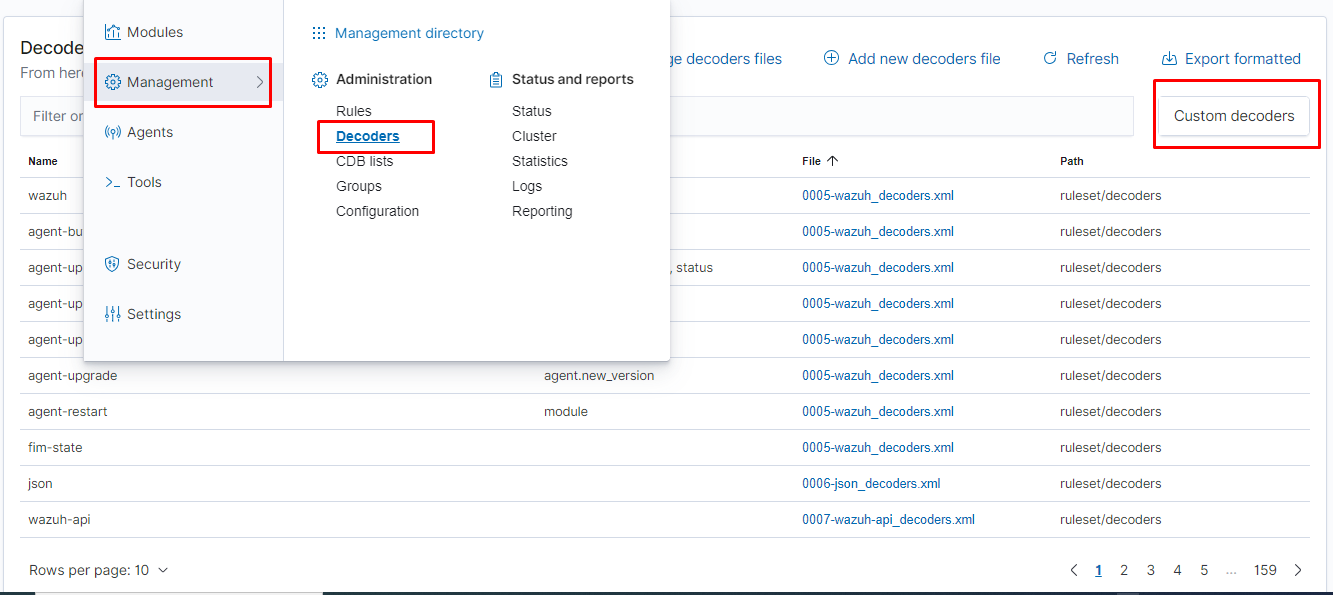 Modules
Management
Agents
Tools
Security
Settings
Management directory
Administration
Rules
Decoders
CDB lists
Groups
Configuration
Status and reports
Status
Cluster
Statistics
Logs
Reporting
Decode
From here
ge decoders files
Add new decoders file
Refresh
Export formatted
Filter or
Custom decoders
Name File Path
wazuh 0005-wazuh_decoders.xml ruleset/decoders
agent-bu 0005-wazuh_decoders.xml ruleset/decoders
agent-up , status 0005-wazuh_decoders.xml ruleset/decoders
agent-up 0005-wazuh_decoders.xml ruleset/decoders
agent-up 0005-wazuh_decoders.xml ruleset/decoders
agent-upgrade agent.new_version 0005-wazuh_decoders.xml ruleset/decoders
agent-restart module 0005-wazuh_decoders.xml ruleset/decoders
fim-state 0005-wazuh_decoders.xml ruleset/decoders
json 0006-json_decoders.xml ruleset/decoders
wazuh-api 0007-wazuh-api_decoders.xml ruleset/decoders
Rows per page: 10 1 2 3 4 5 ... 159